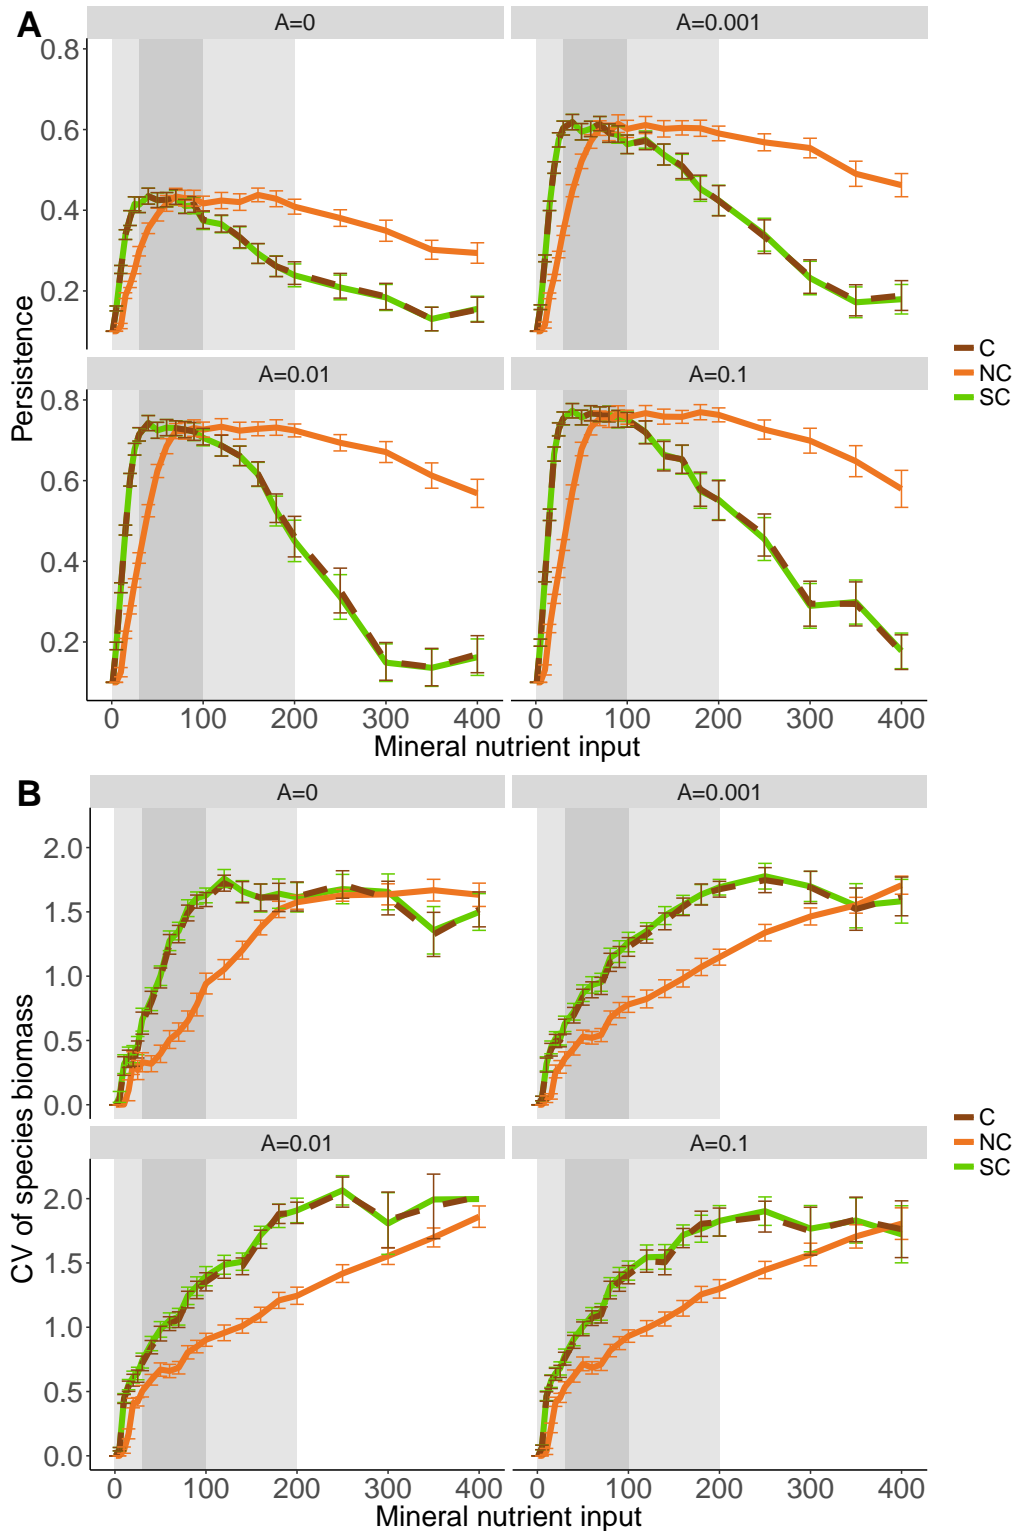 A
A=0
A=0.001
0.8
0.6
0.4
0.2
A=0.01
A=0.1
0.8
0.6
0.4
0.2
Persistence
0 100 200 300 400
0 100 200 300 400
Mineral nutrient input
C
NC
SC
B
A=0
A=0.001
2.0
1.5
1.0
0.5
0.0
A=0.01
A=0.1
2.0
1.5
1.0
0.5
0.0
CV of species biomass
0 100 200 300 400
0 100 200 300 400
Mineral nutrient input
C
NC
SC